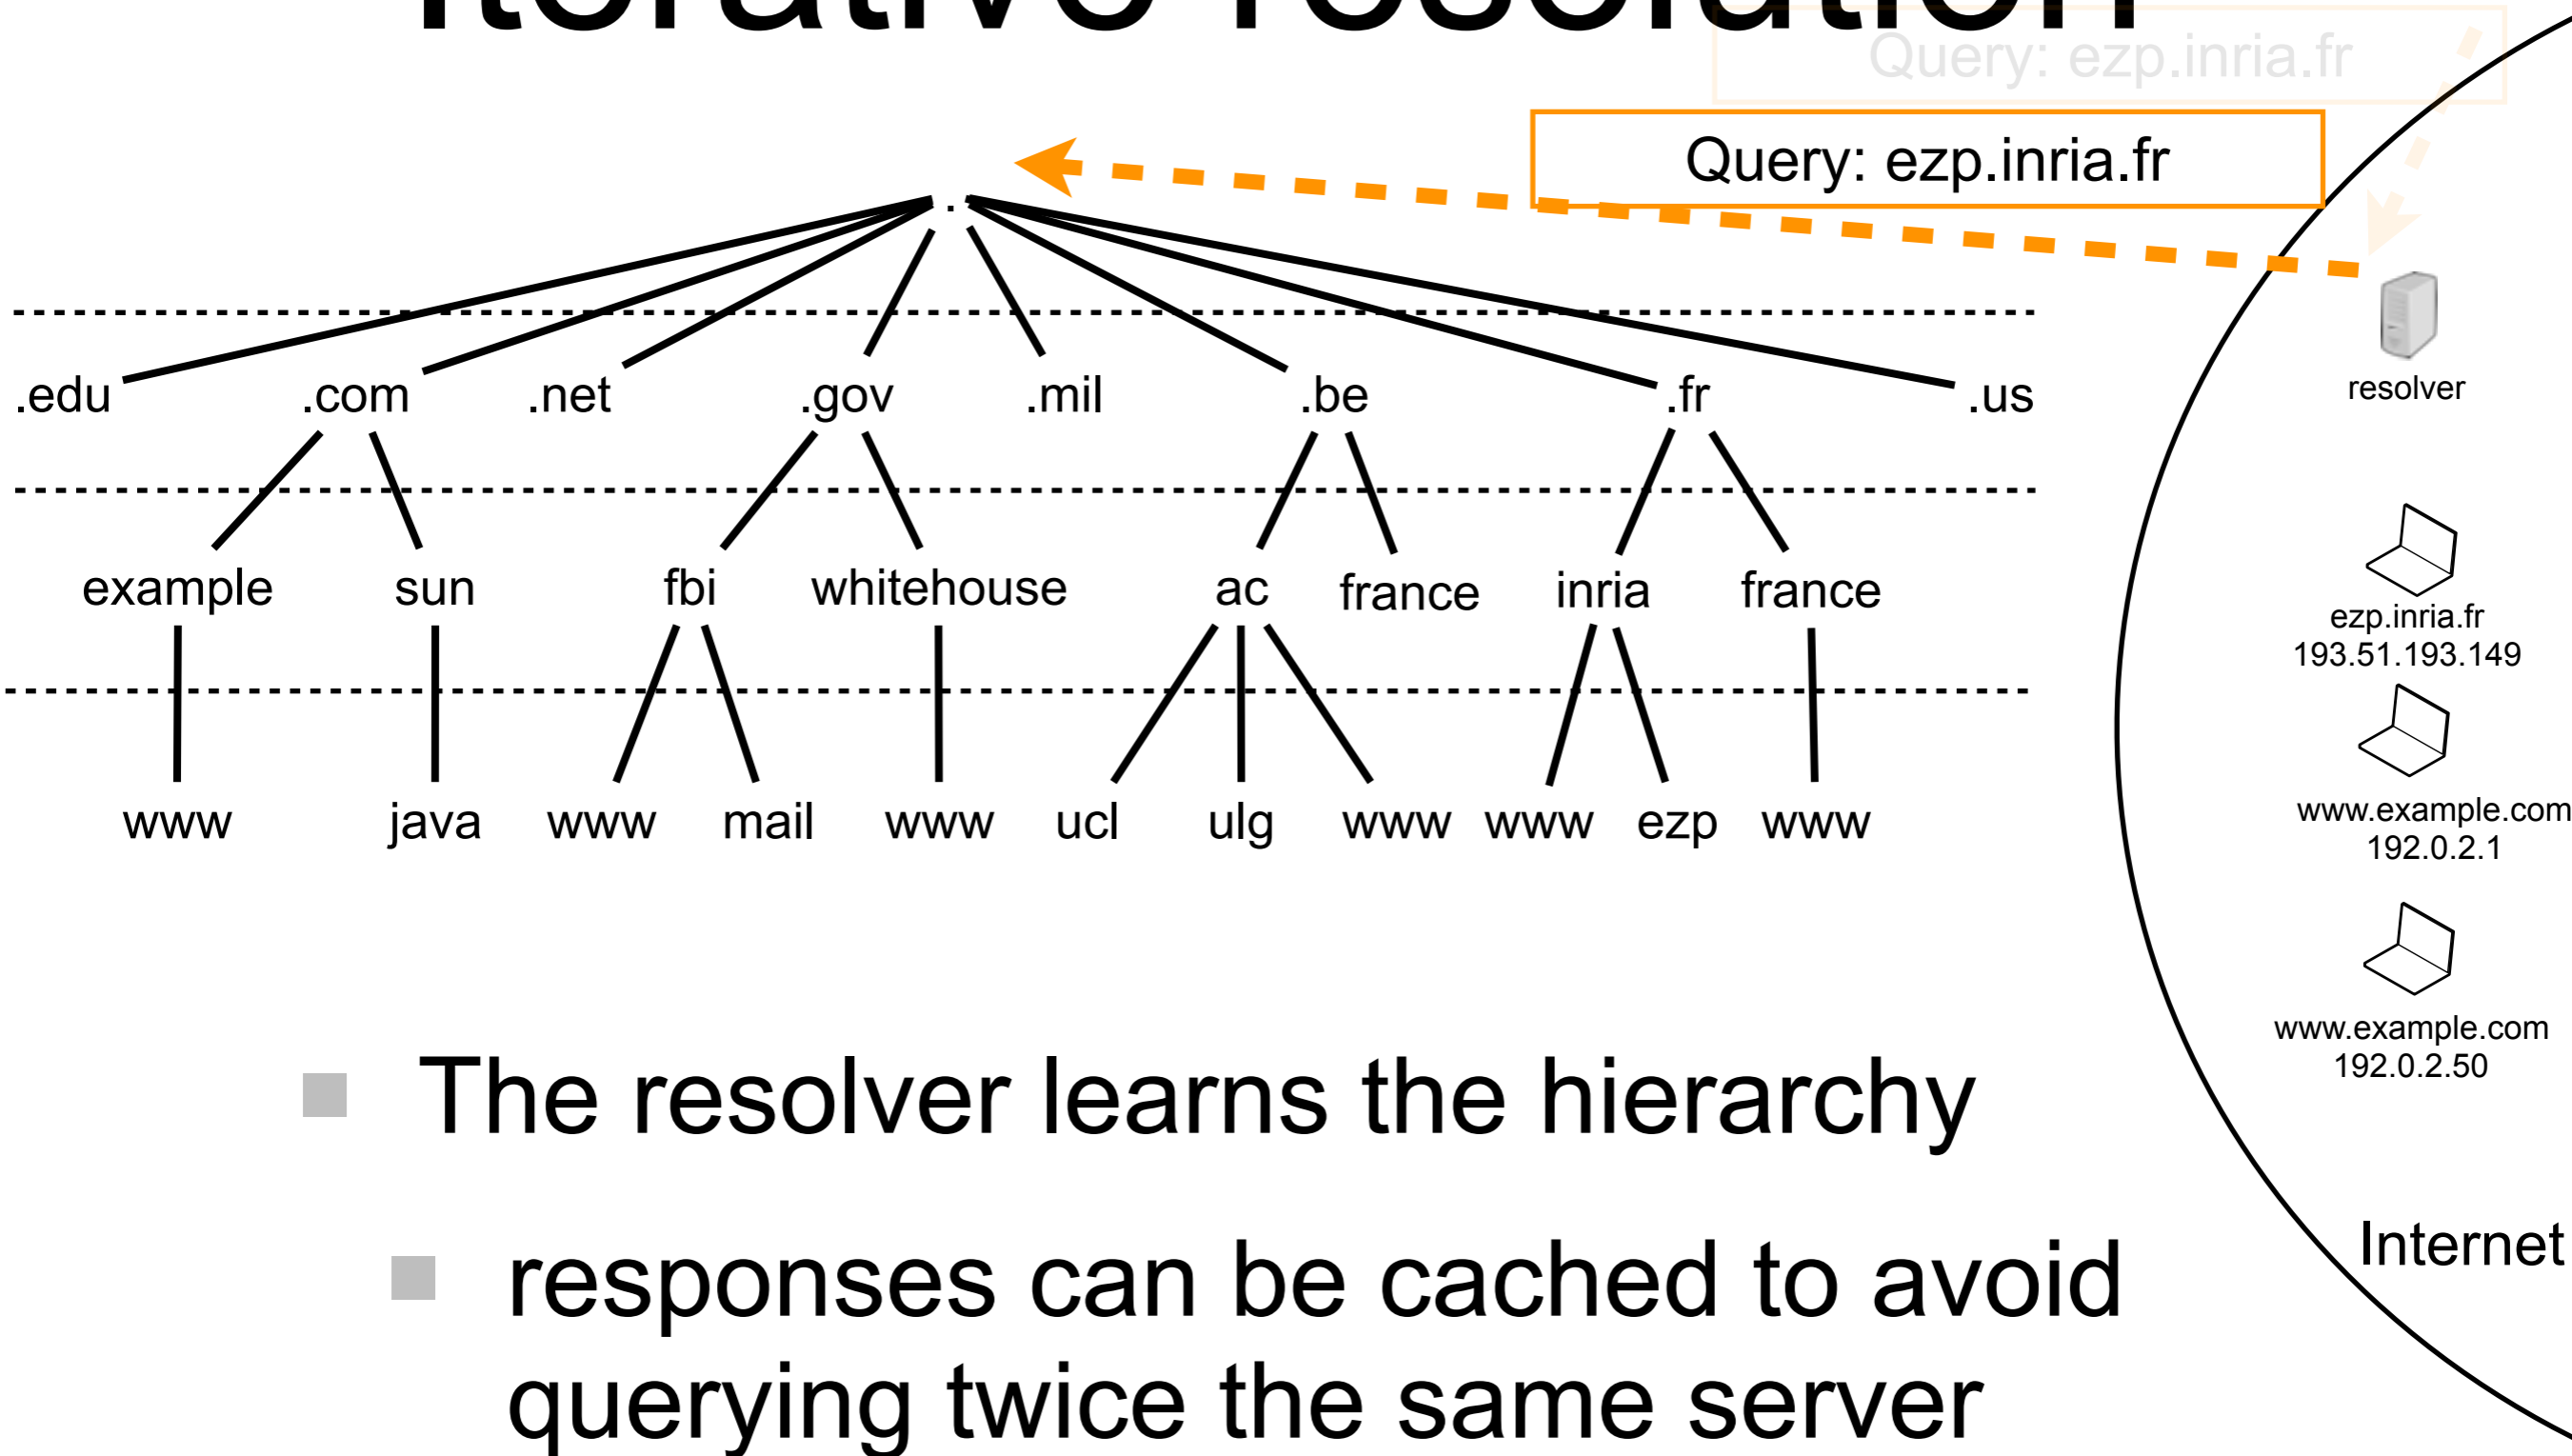 Iterative resolution
Query: ezp.inria.fr
Query: ezp.inria.fr
.
.edu .com .net .gov .mil .be .fr .us
resolver
example sun fbi whitehouse ac france inria france
ezp.inria.fr
193.51.193.149
www java www mail www ucl ulg www www ezp www
www.example.com
192.0.2.1
www.example.com
192.0.2.50
The resolver learns the hierarchy
Internet
responses can be cached to avoid
querying twice the same server